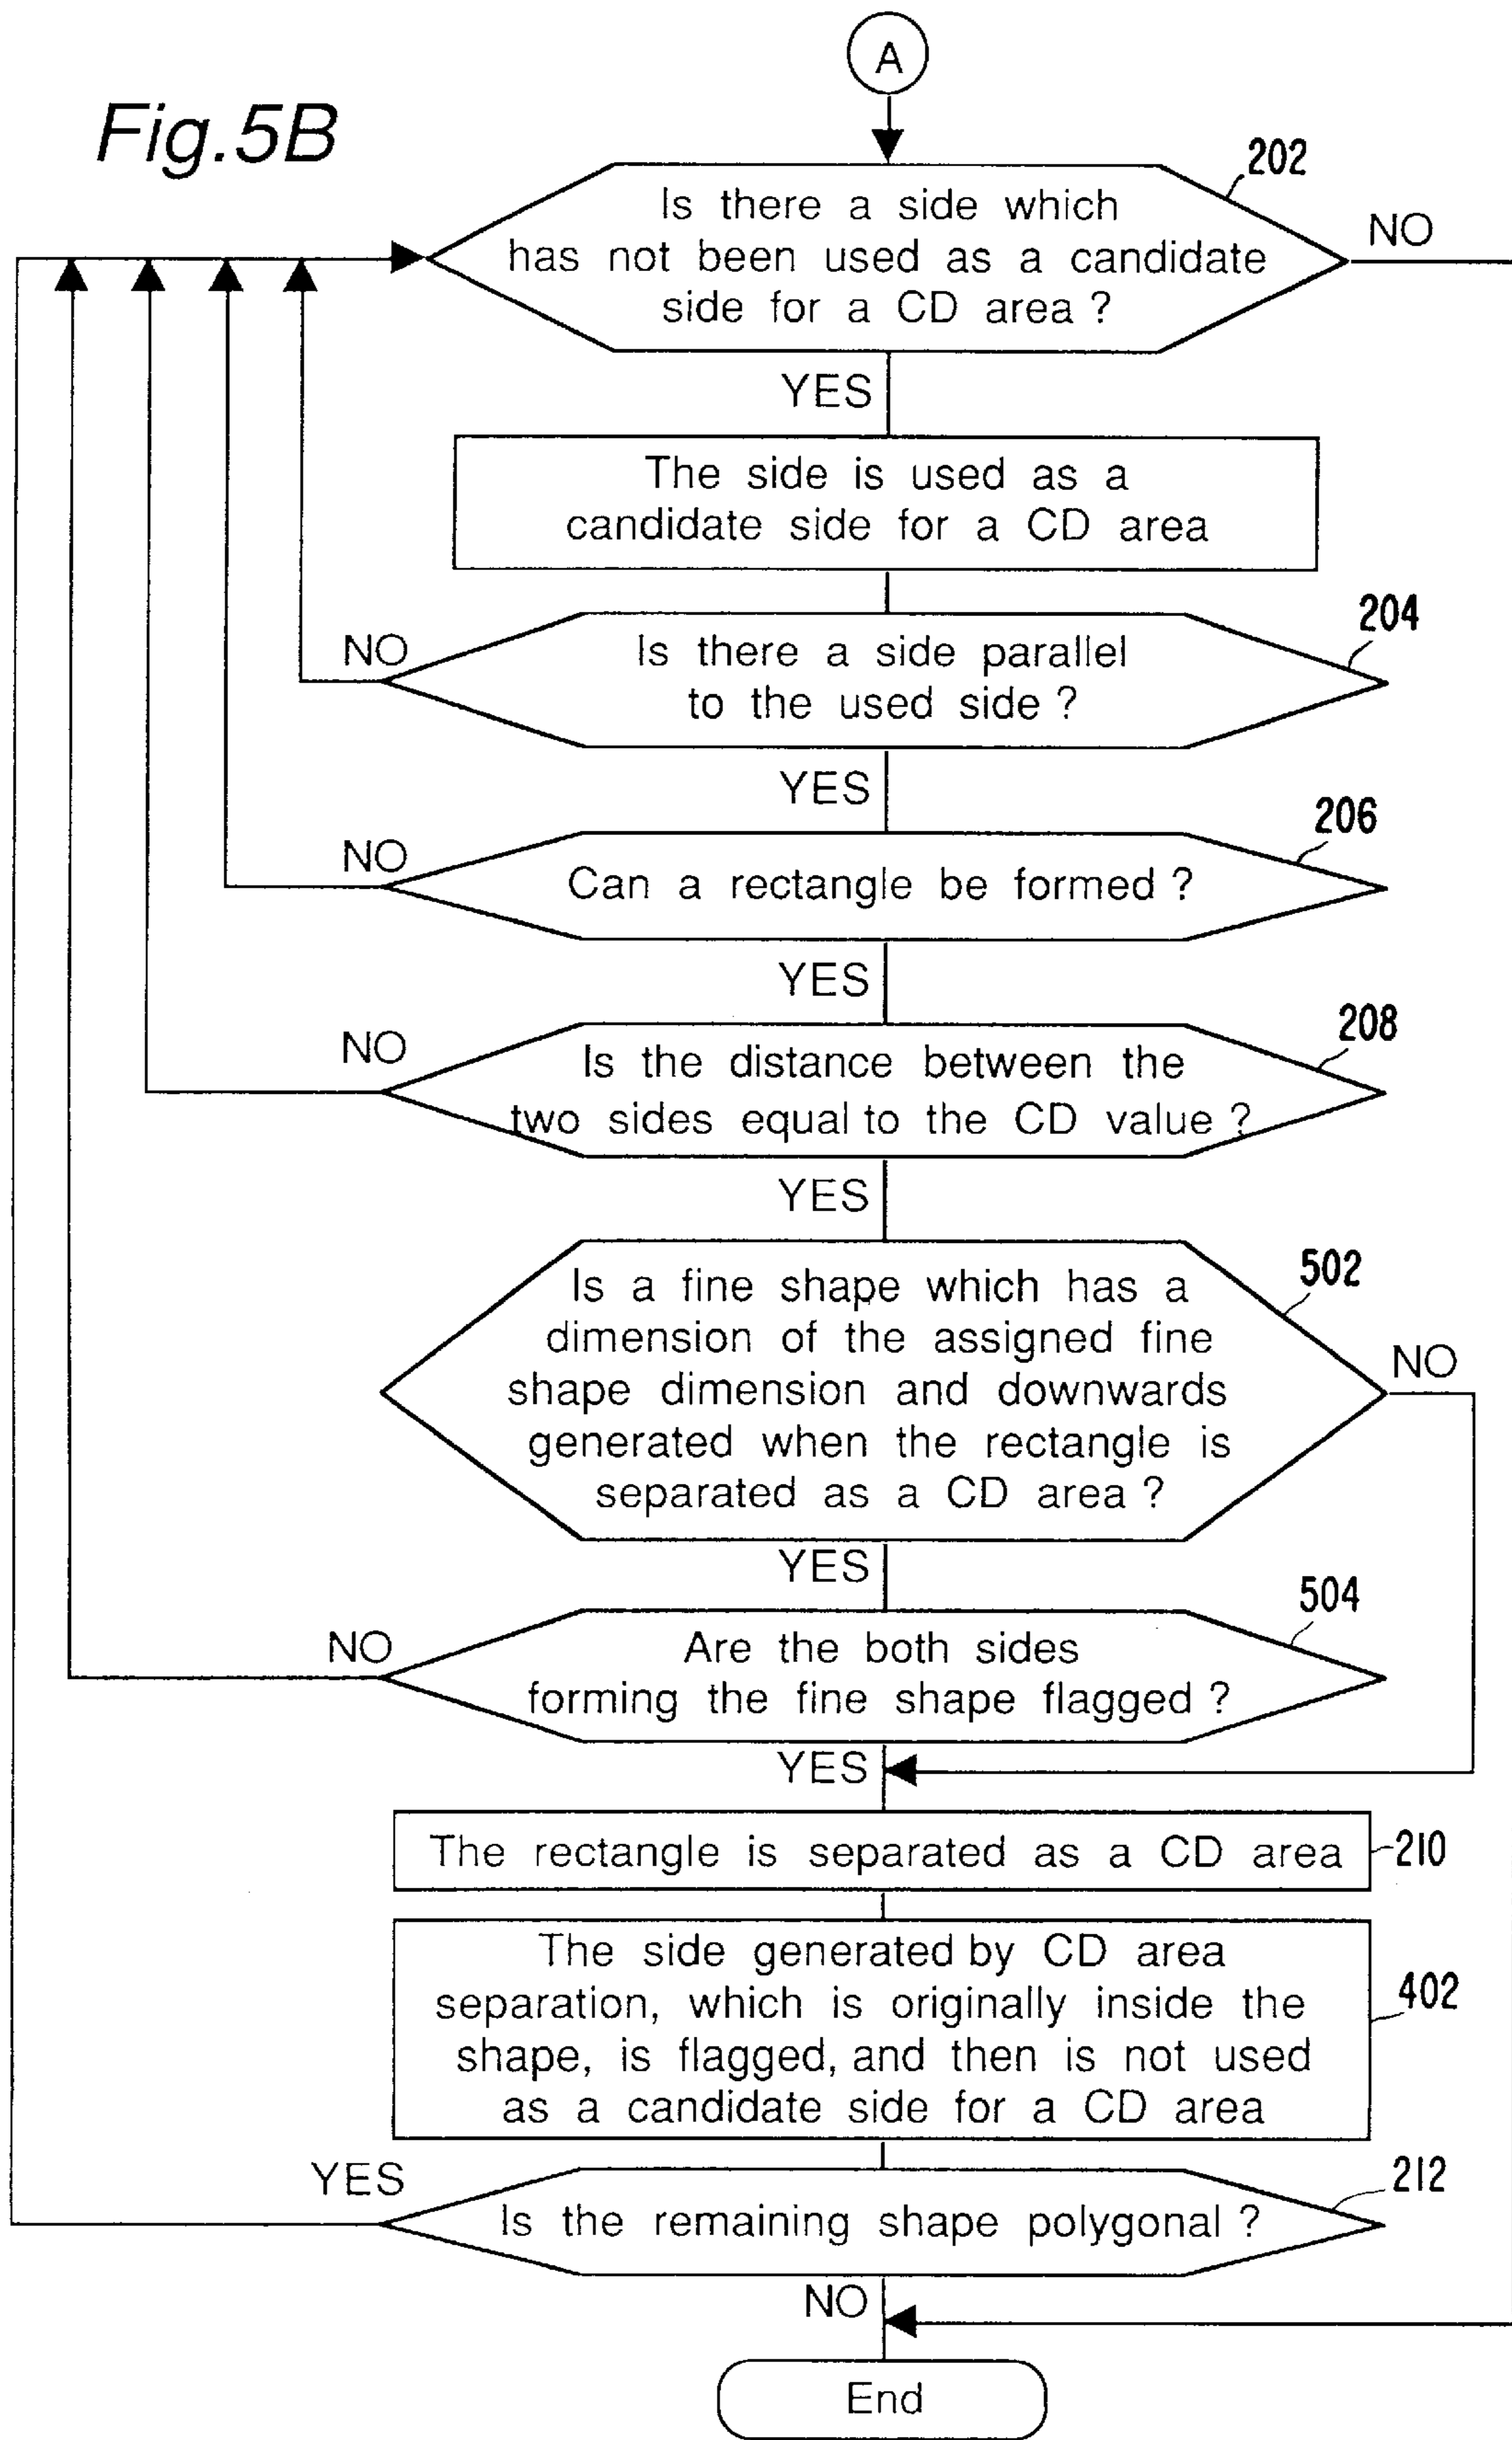 A
Fig.5B
202
Is there a side which
has not been used as a candidate
side for a CD area ?
NO
YES
The side is used as a
candidate side for a CD area
204
NO
Is there a side parallel
to the used side ?
YES
206
NO
Can a rectangle be formed ?
YES
208
NO
Is the distance between the
two sides equal to the CD value ?
YES
502
Is a fine shape which has a
dimension of the assigned fine
shape dimension and downwards
generated when the rectangle is
separated as a CD area ?
NO
YES
504
NO
Are the both sides
forming the fine shape flagged ?
YES
The rectangle is separated as a CD area
210
The side generated by CD area
separation, which is originally inside the
shape, is flagged, and then is not used
as a candidate side for a CD area
402
YES
212
Is the remaining shape polygonal ?
NO
End